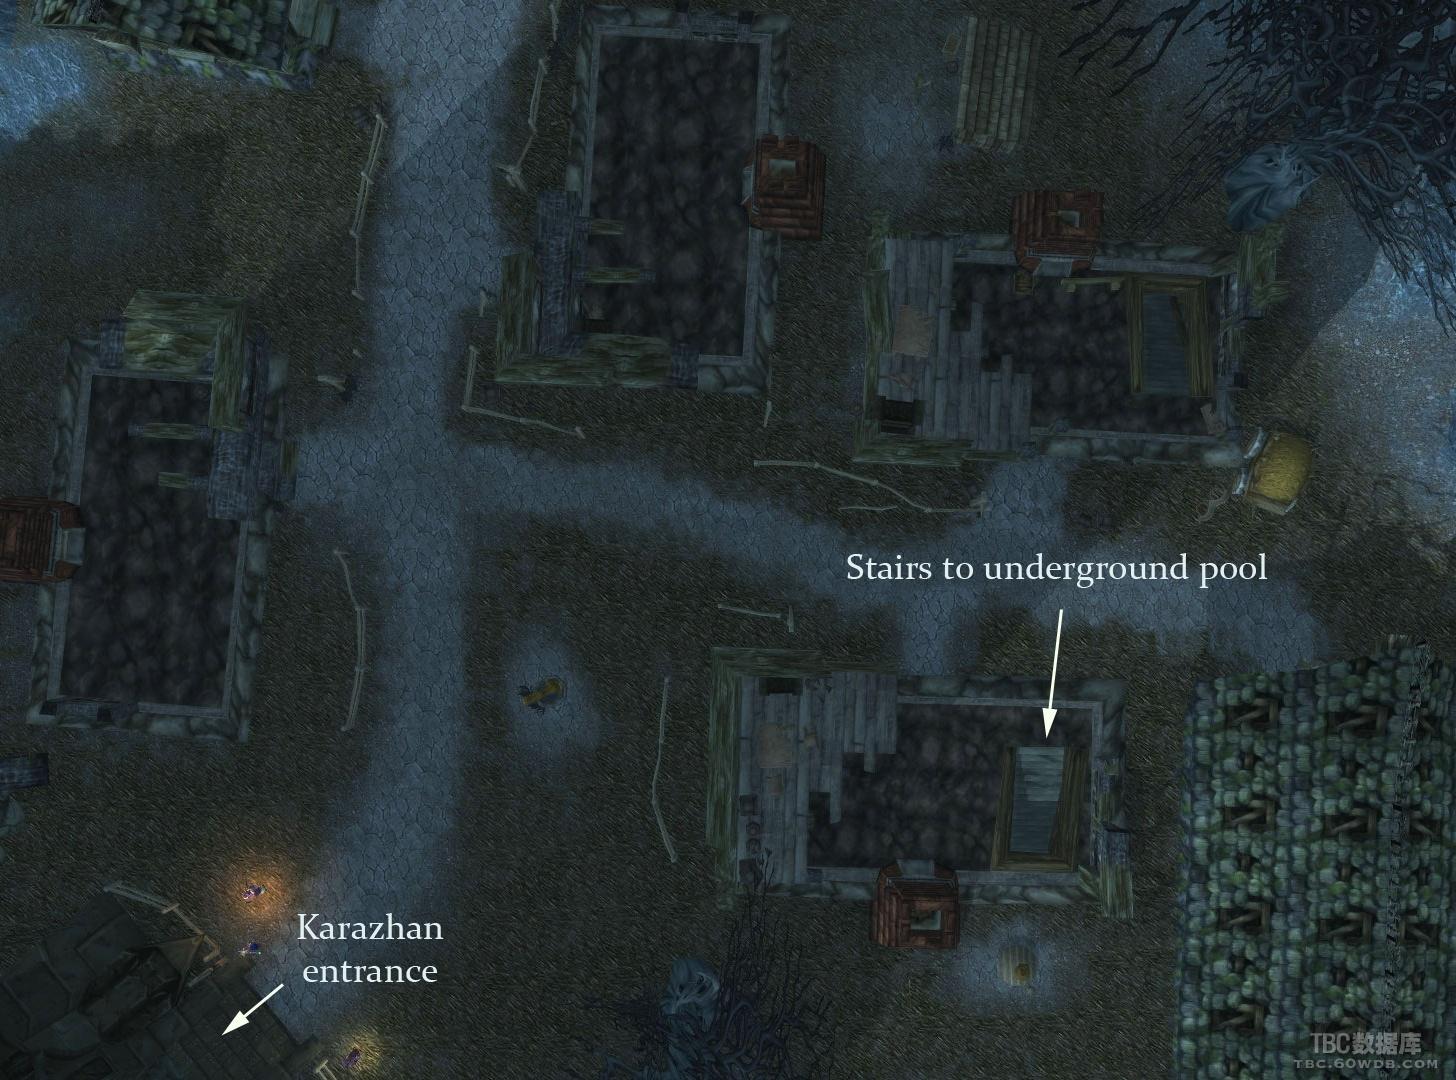 Stairs to underground pool
Karazhan
entrance
TBC数据库
TBC.60WDB.COM